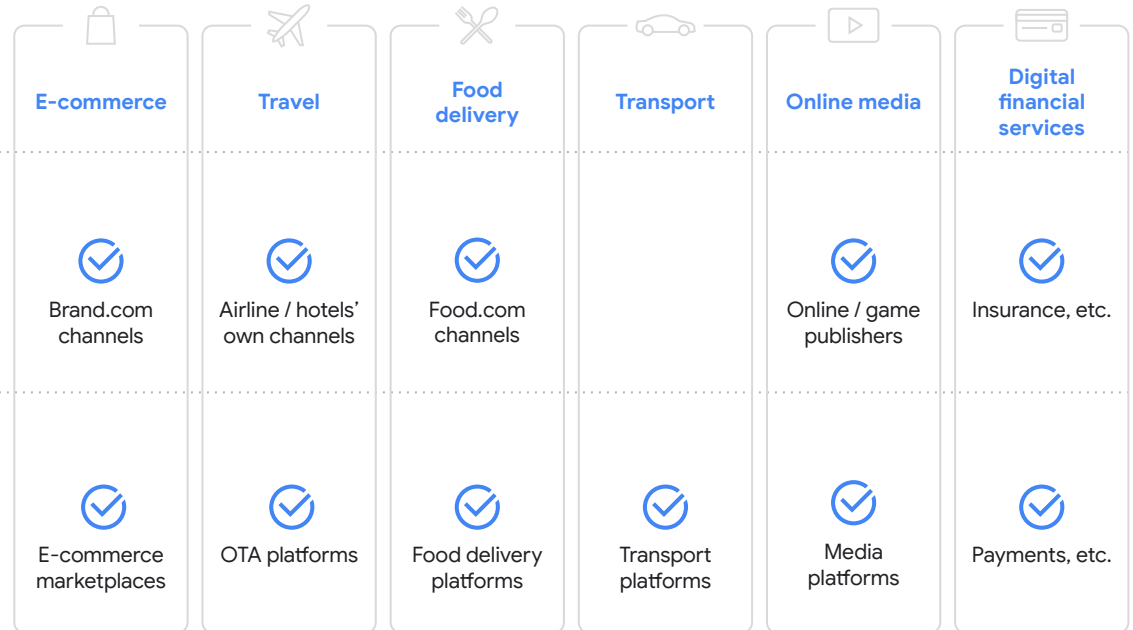 E-commerce
Travel
Food
delivery
Transport
Online media
Digital
financial
services
Brand.com
channels
Airline / hotels’
own channels
Food.com
channels
Online / game
publishers
Insurance, etc.
E-commerce
marketplaces
OTA platforms
Food delivery
platforms
Transport
platforms
Media
platforms
Payments, etc.